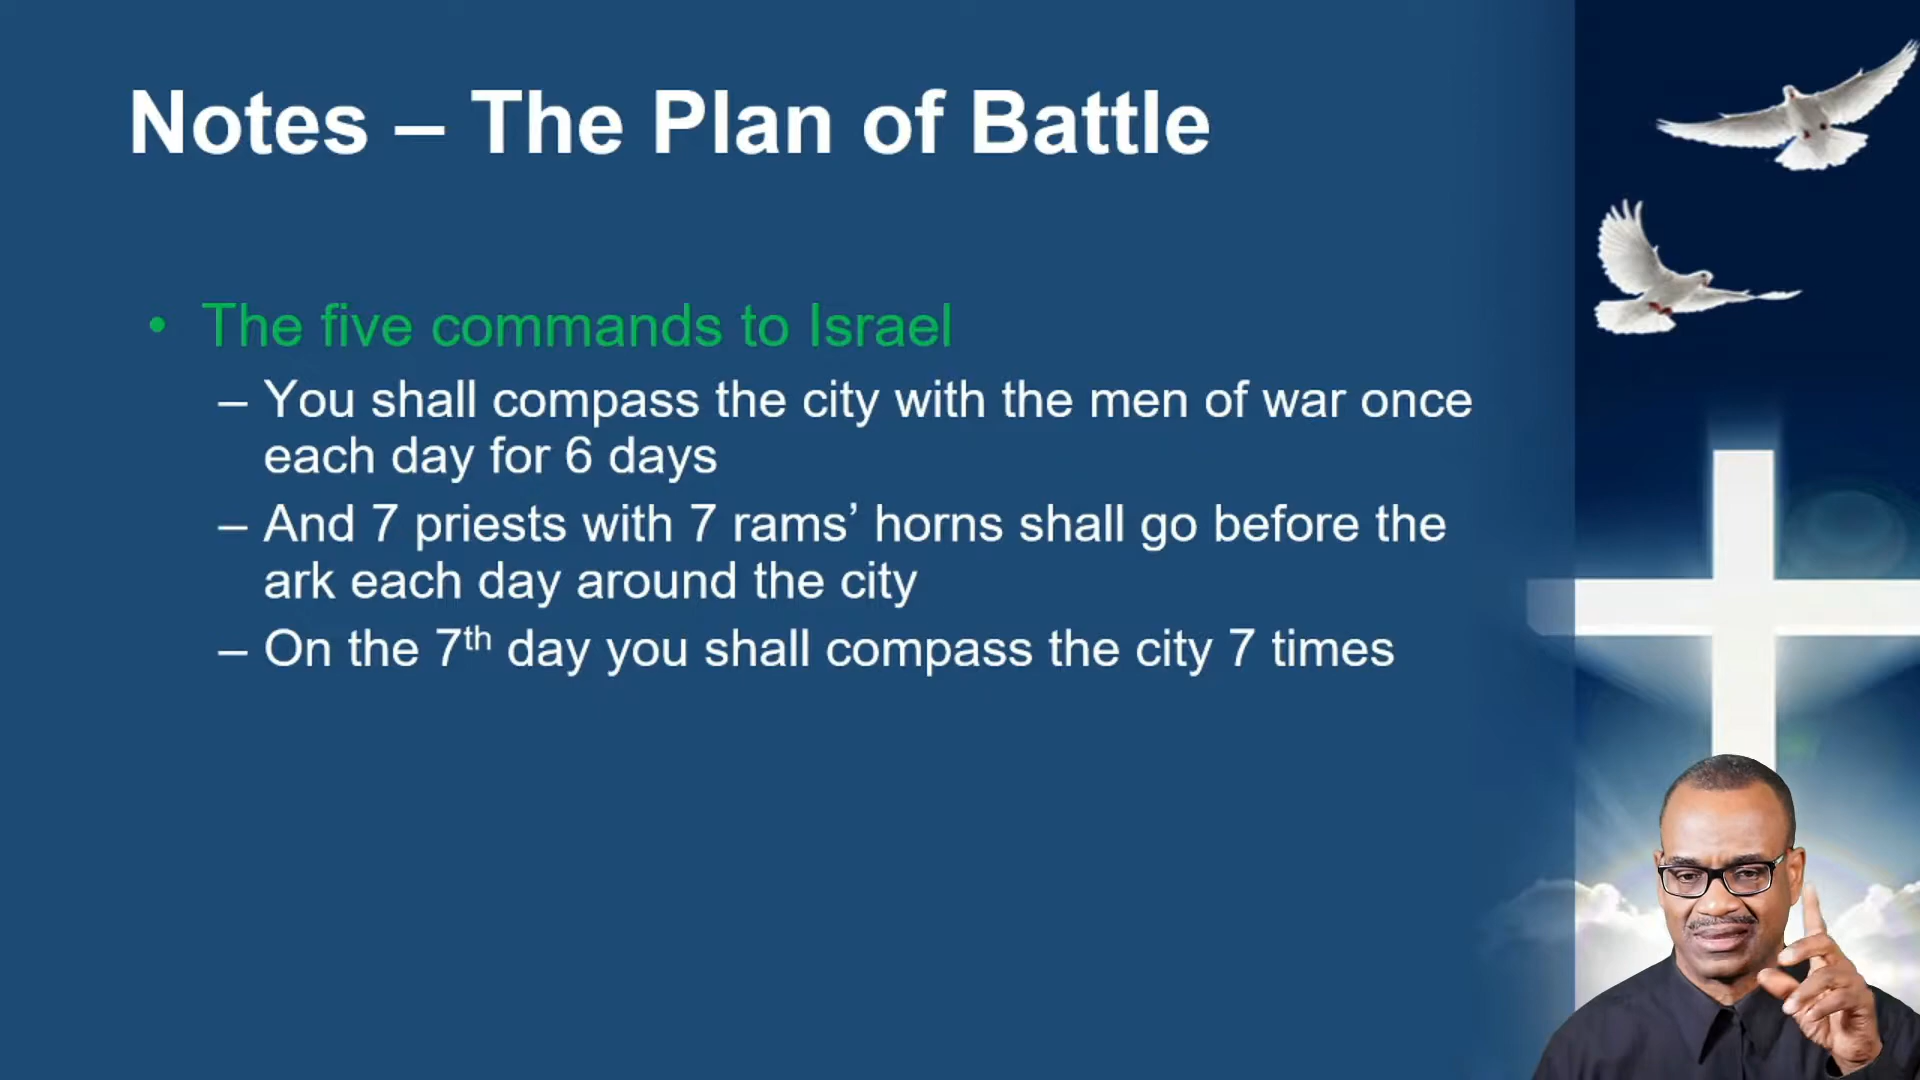 Notes – The Plan of Battle
• The five commands to Israel
– You shall compass the city with the men of war once
each day for 6 days
– And 7 priests with 7 rams’ horns shall go before the
ark each day around the city
– On the 7th day you shall compass the city 7 times